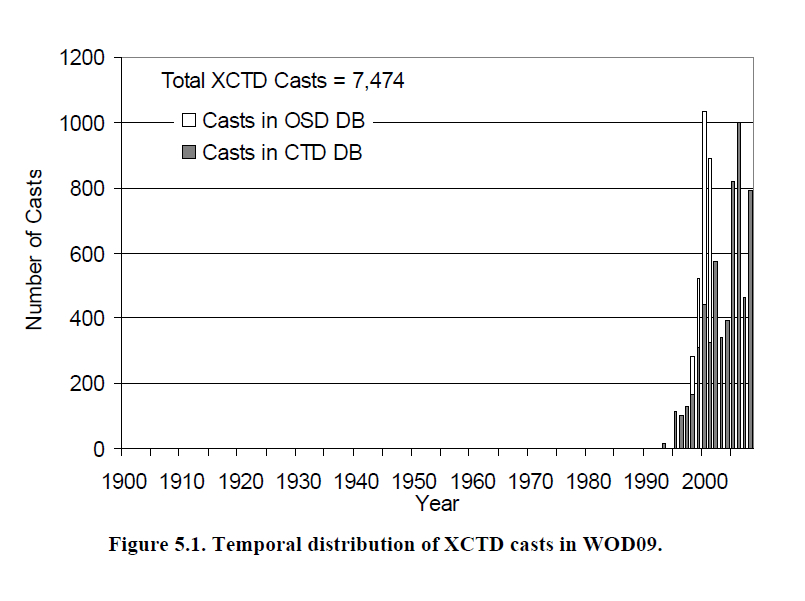 1200
1000
800
600
400
200
0
Number of Casts
Total XCTD Casts = 7,474
Casts in OSD DB
Casts in CTD DB
1900 1910 1920 1930 1940 1950 1960 1970 1980 1990 2000
Year
Figure 5.1. Temporal distribution of XCTD casts in WOD09.